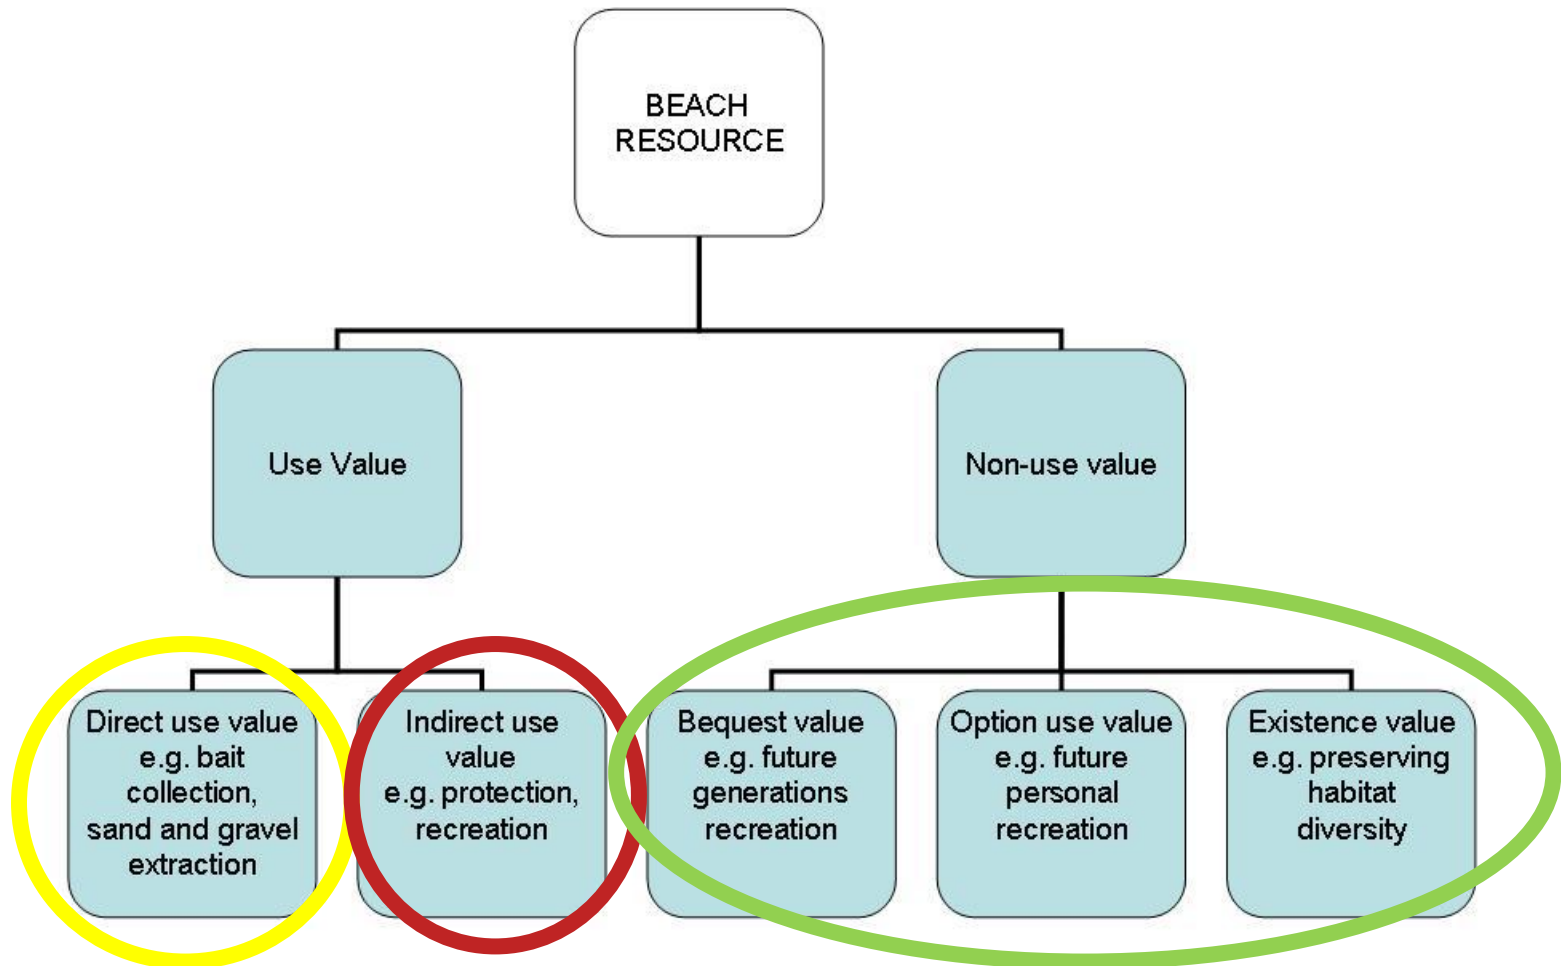 BEACH
RESOURCE
Use Value
Non-use value
Direct use value
e.g. bait
collection,
sand and gravel
extraction
Indirect use
value
e.g. protection,
recreation
Bequest value
e.g. future
generations
recreation
Option use value
e.g. future
personal
recreation
Existence value
e.g. preserving
habitat
diversity